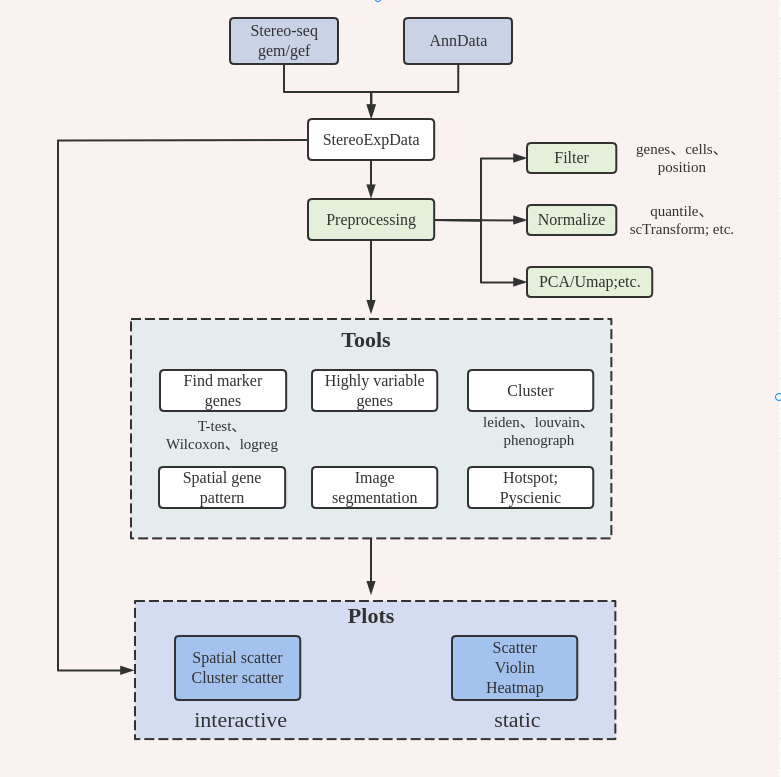 Stereo-seq
gem/gef
AnnData
StereoExpData
Preprocessing
Filter
genes、cells、
position
Normalize
quantile、
scTransform; etc.
PCA/Umap;etc.
Tools
Find marker
genes
T-test、
Wilcoxon、logreg
Highly variable
genes
Cluster
leiden、louvain、
phenograph
Spatial gene
pattern
Image
segmentation
Hotspot;
Pyscienic
Plots
Spatial scatter
Cluster scatter
interactive
Scatter
Violin
Heatmap
static